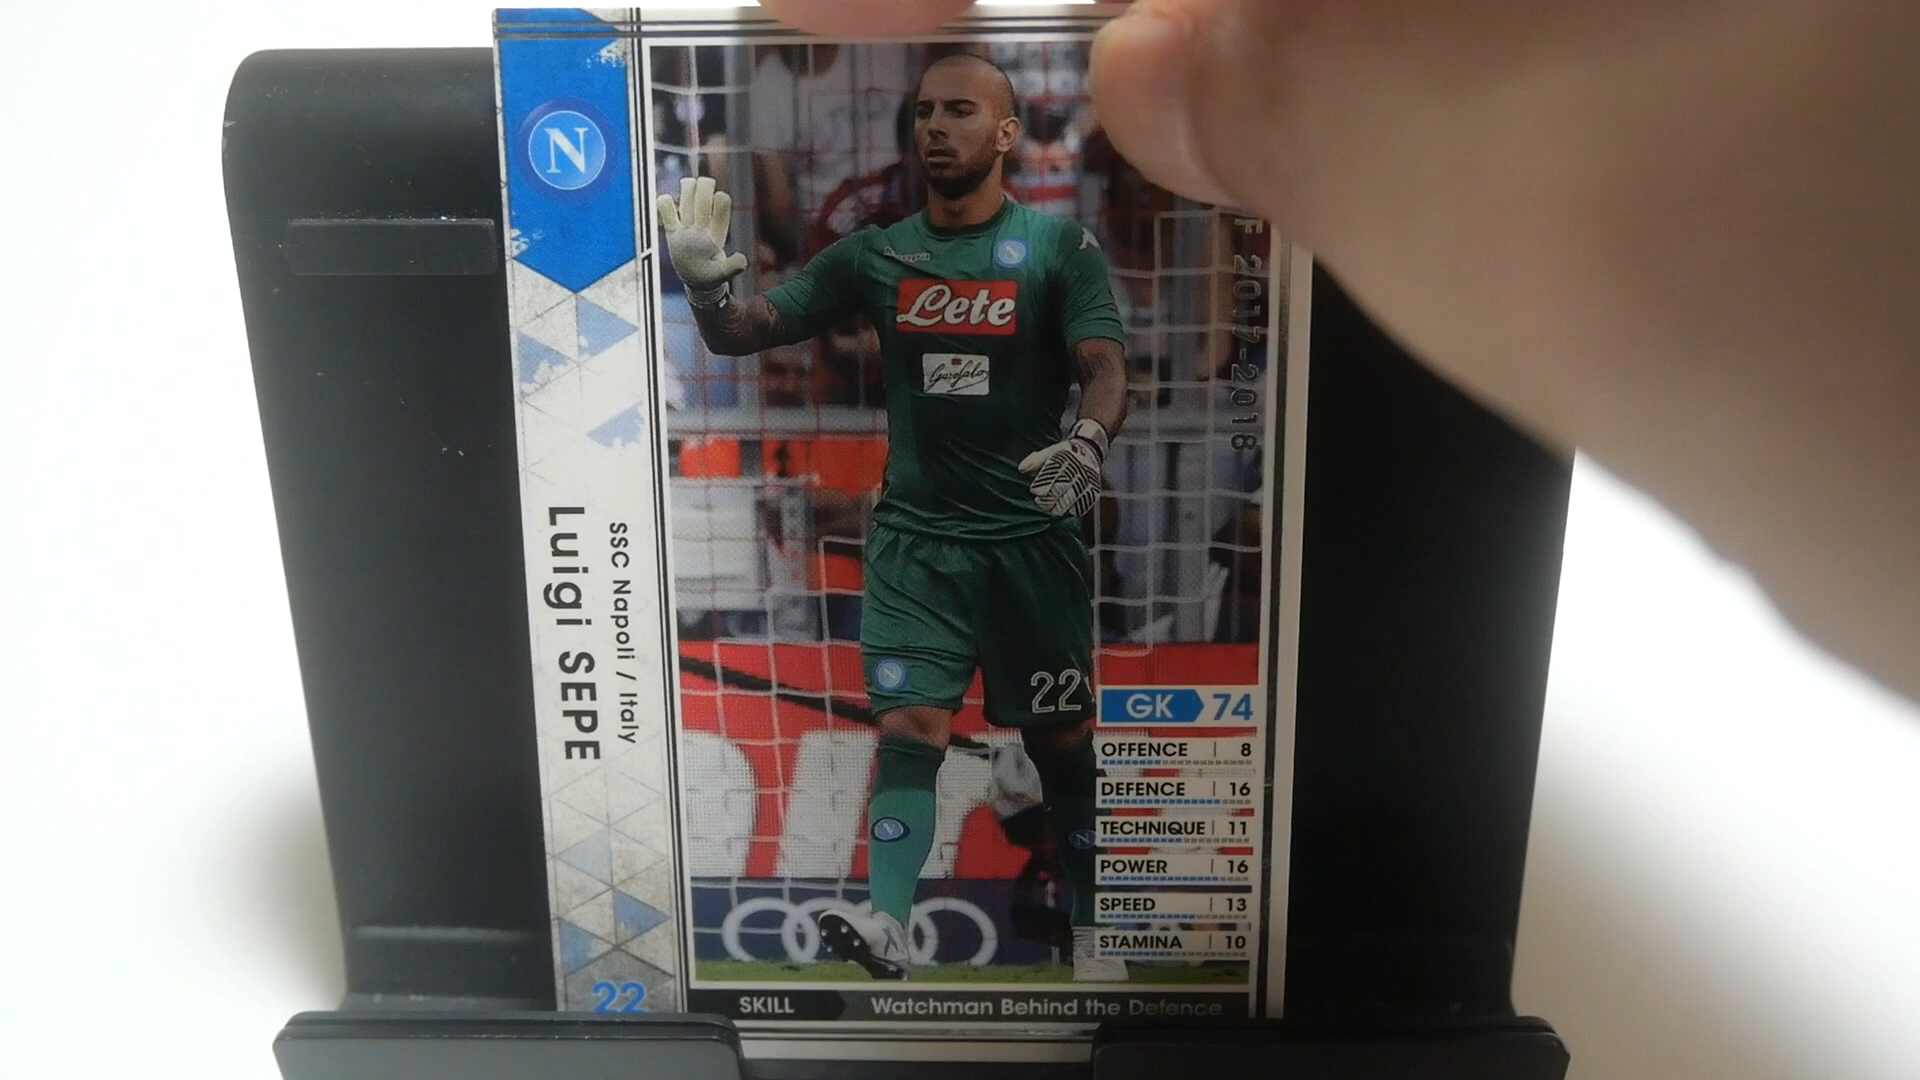 N
SSC Napoli / Italy
Luigi SEPE
22
Kappa
N
Lete
Garofalo
22
F 2017-2018
GK 74
OFFENCE 8
DEFENCE 16
TECHNIQUE 11
POWER 16
SPEED 13
STAMINA 10
SKILL Watchman Behind the Defence